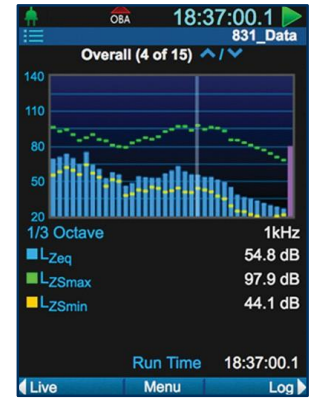 OBA 18:37:00.1
831_Data
Overall (4 of 15) /
140
110
80
50
20
1/3 Octave 1kHz
LZeq 54.8 dB
LZSmax 97.9 dB
LZSmin 44.1 dB
Run Time 18:37:00.1
Live Menu Log